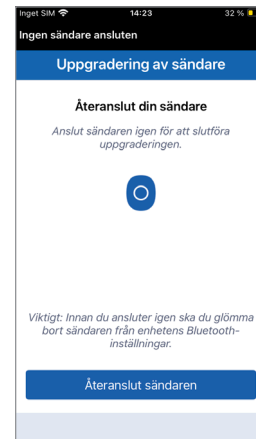 Inget SIM 14:23 32 %
Ingen sändare ansluten
Uppgradering av sändare
Återanslut din sändare
Anslut sändaren igen för att slutföra
uppgraderingen.
Viktigt: Innan du ansluter igen ska du glömma
bort sändaren från enhetens Bluetooth-
inställningar.
Återanslut sändaren